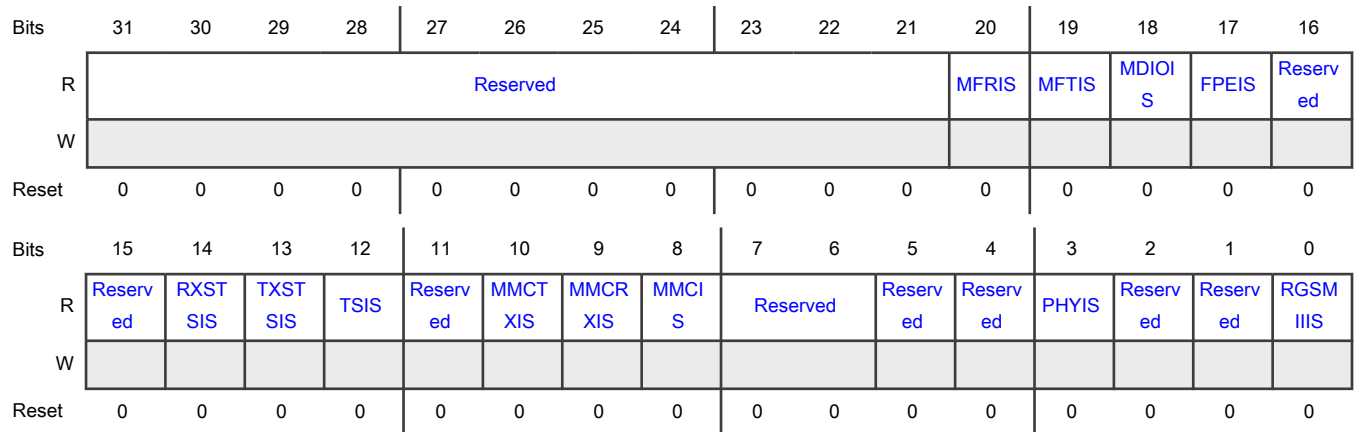 Bits 31 30 29 28 27 26 25 24 23 22 21 20 19 18 17 16
R Reserved MFRIS MFTIS MDIOI S FPEIS Reserv ed
W
Reset 0 0 0 0 0 0 0 0 0 0 0 0 0 0 0 0
Bits 15 14 13 12 11 10 9 8 7 6 5 4 3 2 1 0
R Reserv ed RXST SIS TXST SIS TSIS Reserv ed MMCT XIS MMCR XIS MMCI S Reserved Reserv ed Reserv ed PHYIS Reserv ed Reserv ed RGSM IIIS
W
Reset 0 0 0 0 0 0 0 0 0 0 0 0 0 0 0 0